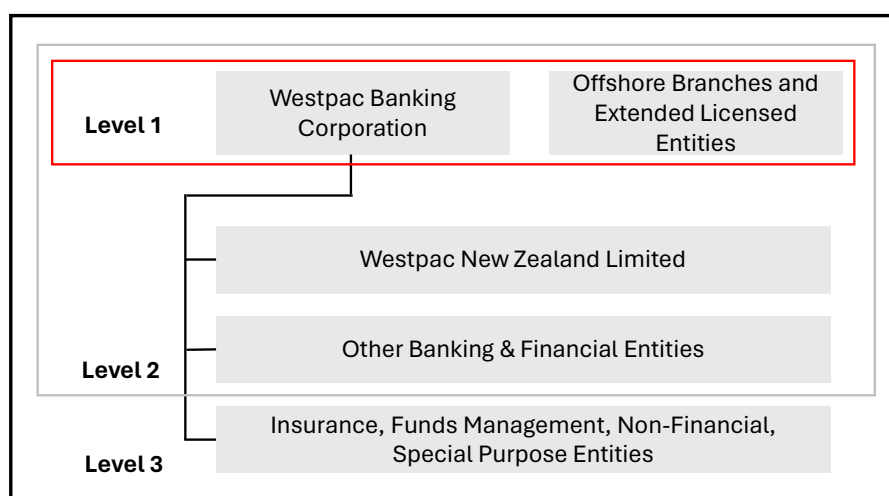 Level 1
Westpac Banking
Corporation
Offshore Branches and
Extended Licensed
Entities
Westpac New Zealand Limited
Other Banking & Financial Entities
Level 2
Insurance, Funds Management, Non-Financial,
Special Purpose Entities
Level 3